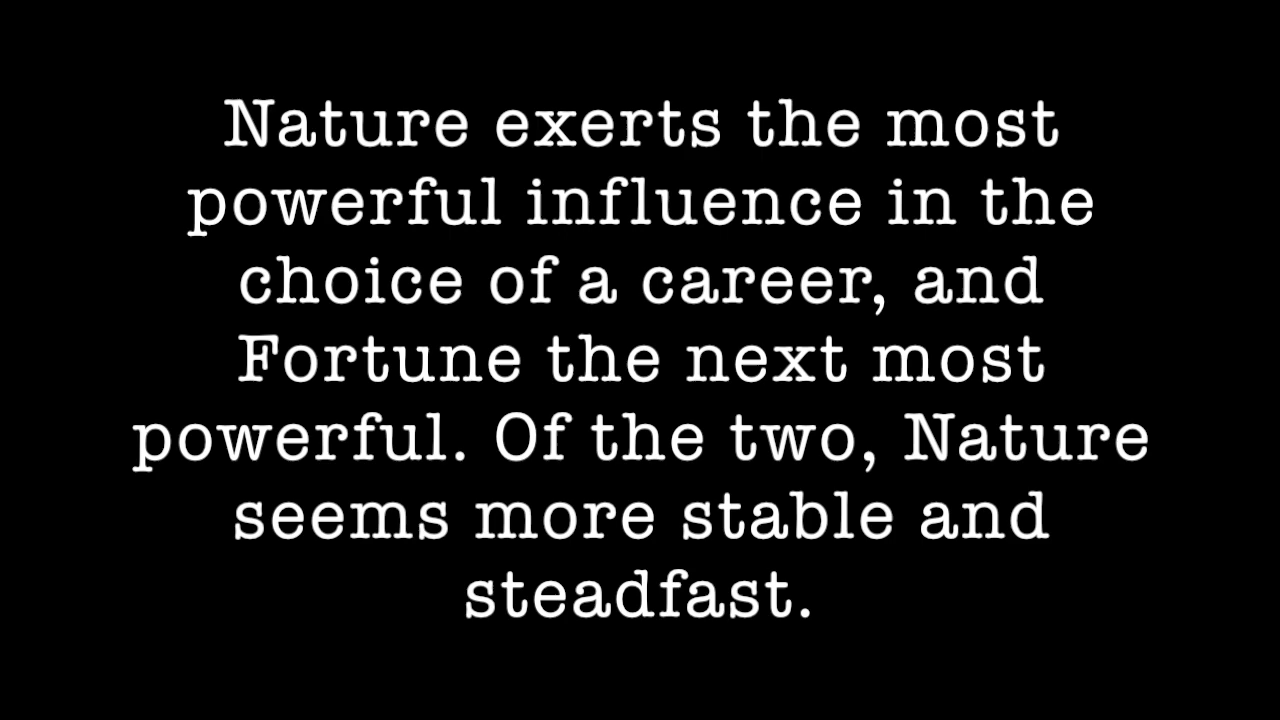 Nature exerts the most
powerful influence in the
choice of a career, and
Fortune the next most
powerful. Of the two, Nature
seems more stable and
steadfast.